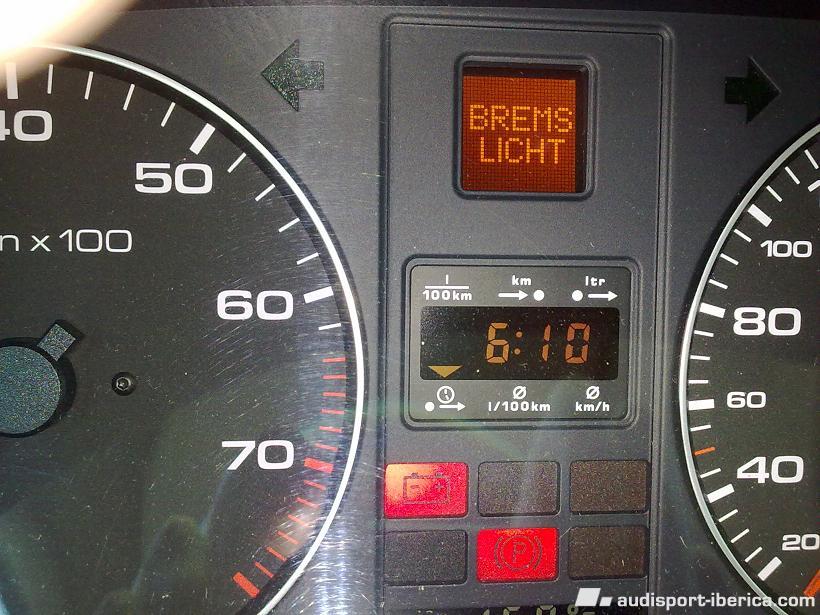 BREMS
LICHT
40
50
n x 100
60
70
l
100km
km
ltr
6:10
l/100km
Ø
km/h
Ø
P
100
80
60
40
20
audisport-iberica.com